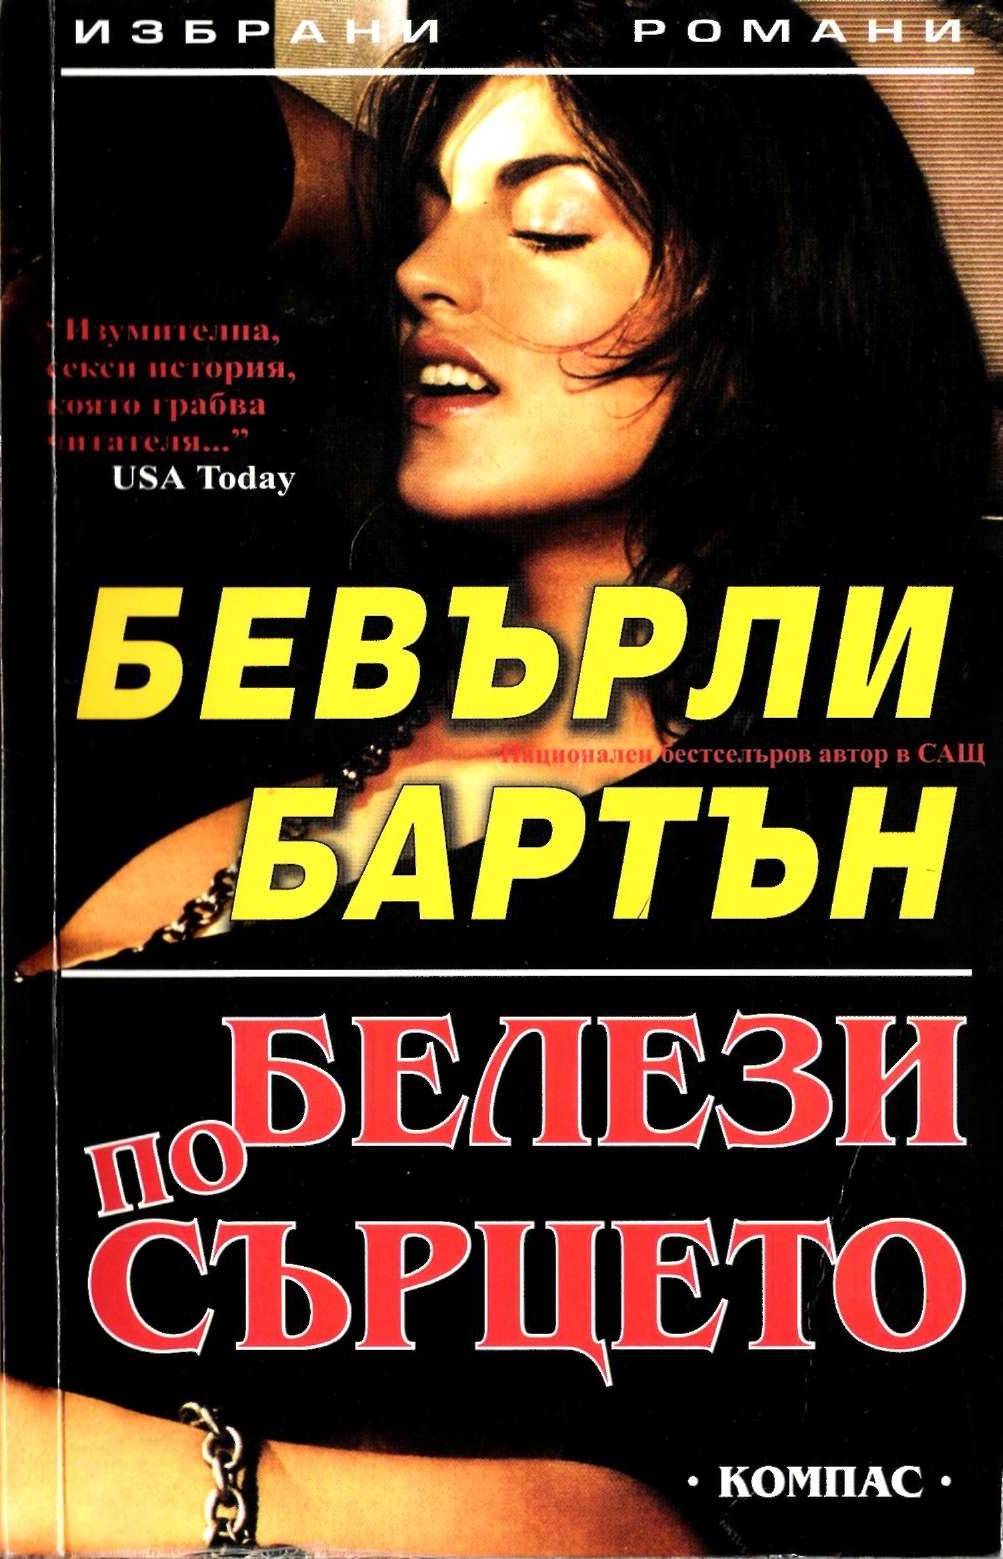 ИЗБРАНИ РОМАНИ
"Изумителна,
секси история,
която грабва
читателя..."
USA Today
БЕВЪРЛИ
Национален бестселъров автор в САЩ
БАРТЪН
БЕЛЕЗИ
ПО
СЪРЦЕТО
· КОМПАС ·